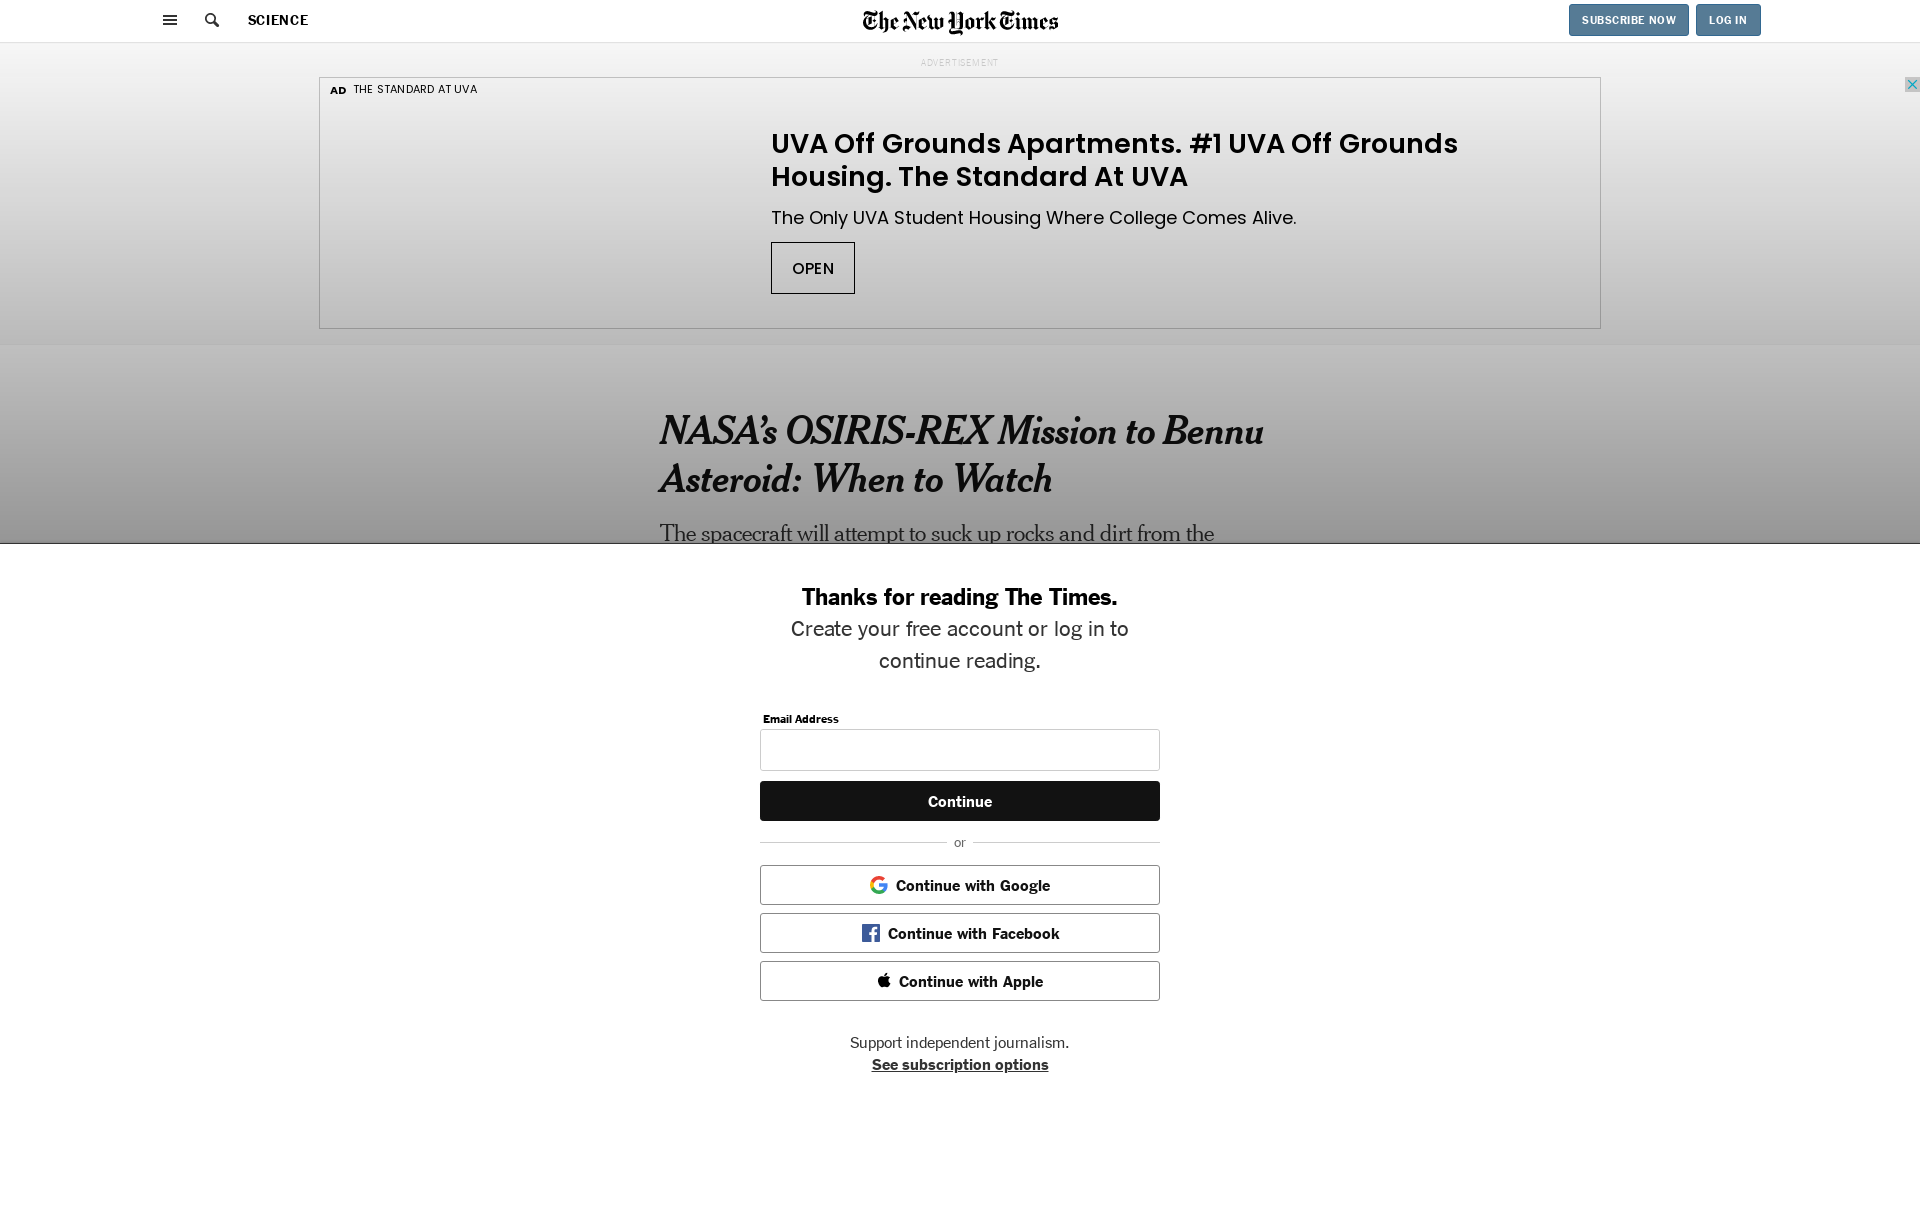 SCIENCE
The New York Times
SUBSCRIBE NOW
LOG IN
ADVERTISEMENT
AD THE STANDARD AT UVA
UVA Off Grounds Apartments. #1 UVA Off Grounds
Housing. The Standard At UVA
The Only UVA Student Housing Where College Comes Alive.
OPEN
NASA’s OSIRIS-REX Mission to Bennu
Asteroid: When to Watch
The spacecraft will attempt to suck up rocks and dirt from the
Thanks for reading The Times.
Create your free account or log in to
continue reading.
Email Address
Continue
or
Continue with Google
Continue with Facebook
Continue with Apple
Support independent journalism.
See subscription options